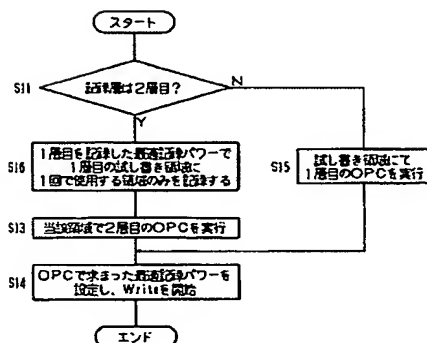 スタート
S11
記録層は2層目?
N
Y
S16
1層目を記録した最適記録パワーで
1層目の試し書き領域に
1回で使用する領域のみを記録する
S15
試し書き領域にて
1層目のOPCを実行
S13
当該領域で2層目のOPCを実行
S14
OPCで求まった最適記録パワーを
設定し、Writeを開始
エンド